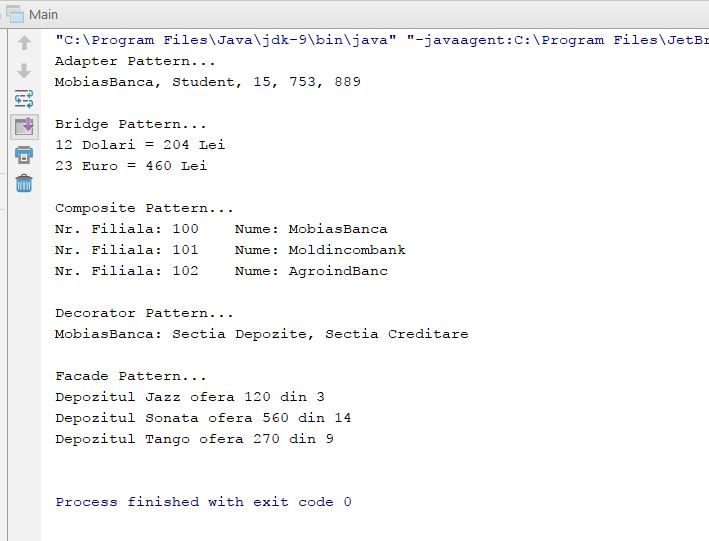 Main
"C:\Program Files\Java\jdk-9\bin\java" "-javaagent:C:\Program Files\JetBr
Adapter Pattern...
MobiasBanca, Student, 15, 753, 889
Bridge Pattern...
12 Dolari = 204 Lei
23 Euro = 460 Lei
Composite Pattern...
Nr. Filiala: 100    Nume: MobiasBanca
Nr. Filiala: 101    Nume: Moldincombank
Nr. Filiala: 102    Nume: AgroindBanc
Decorator Pattern...
MobiasBanca: Sectia Depozite, Sectia Creditare
Facade Pattern...
Depozitul Jazz ofera 120 din 3
Depozitul Sonata ofera 560 din 14
Depozitul Tango ofera 270 din 9
Process finished with exit code 0